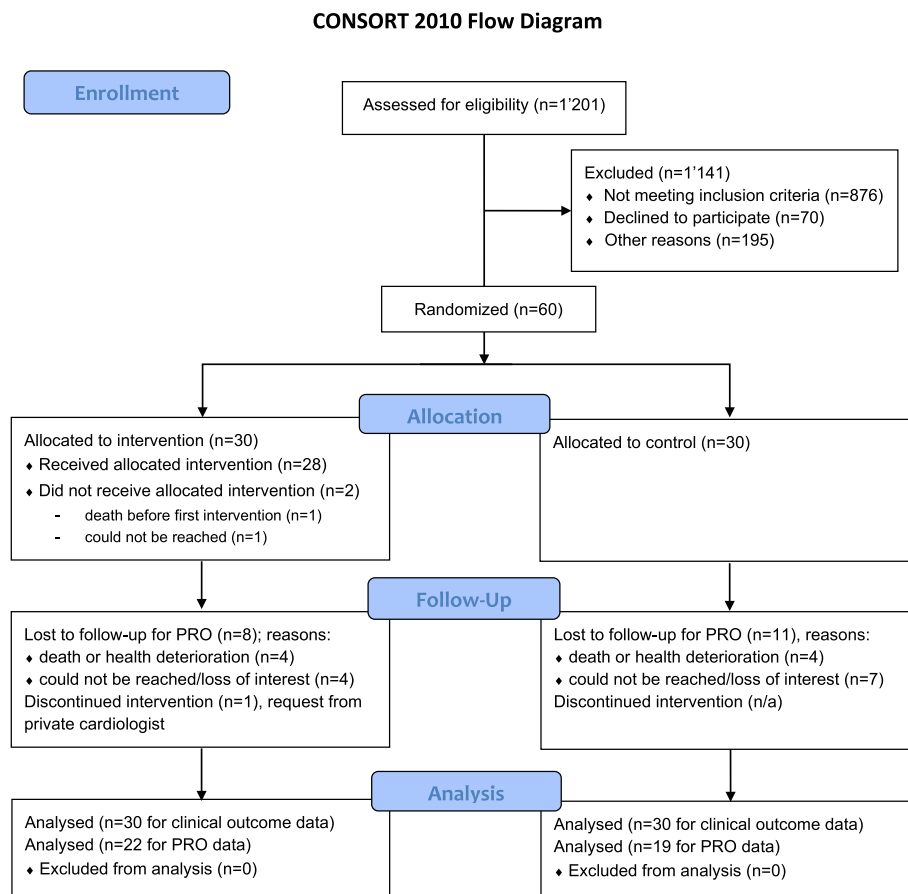 CONSORT 2010 Flow Diagram
Enrollment
Assessed for eligibility (n=1'201)
Excluded (n=1'141)
♦ Not meeting inclusion criteria (n=876)
♦ Declined to participate (n=70)
♦ Other reasons (n=195)
Randomized (n=60)
Allocation
Allocated to intervention (n=30)
♦ Received allocated intervention (n=28)
♦ Did not receive allocated intervention (n=2)
- death before first intervention (n=1)
- could not be reached (n=1)
Allocated to control (n=30)
Follow-Up
Lost to follow-up for PRO (n=8); reasons:
♦ death or health deterioration (n=4)
♦ could not be reached/loss of interest (n=4)
Discontinued intervention (n=1), request from
private cardiologist
Lost to follow-up for PRO (n=11), reasons:
♦ death or health deterioration (n=4)
♦ could not be reached/loss of interest (n=7)
Discontinued intervention (n/a)
Analysis
Analysed (n=30 for clinical outcome data)
Analysed (n=22 for PRO data)
♦ Excluded from analysis (n=0)
Analysed (n=30 for clinical outcome data)
Analysed (n=19 for PRO data)
♦ Excluded from analysis (n=0)